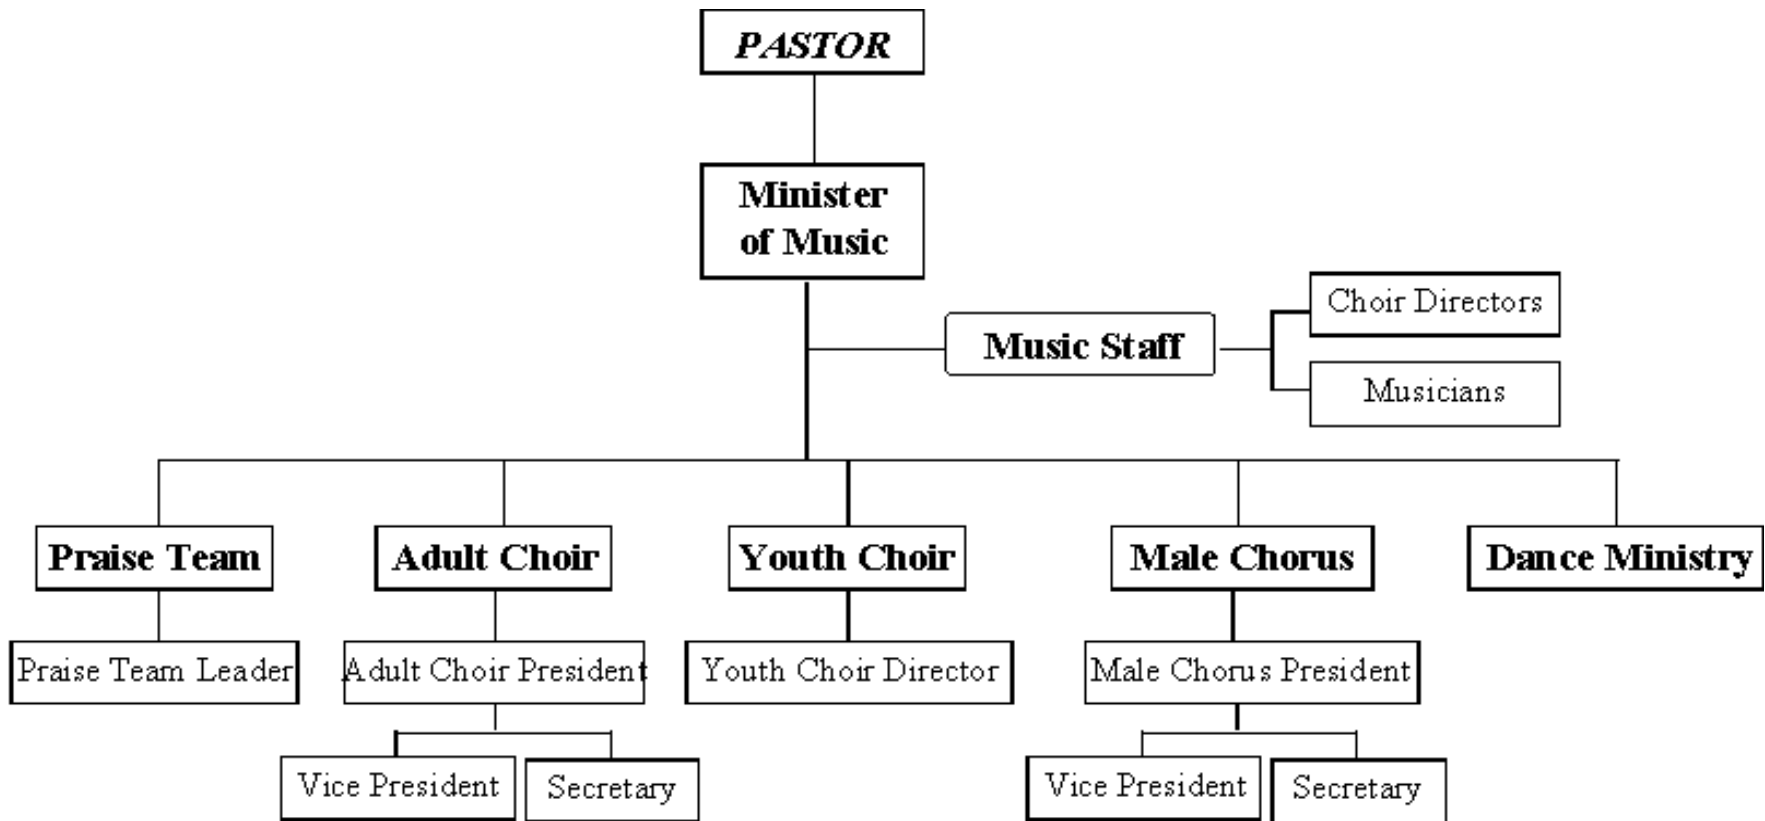 PASTOR
Minister
of Music
Choir Directors
Music Staff
Musicians
Praise Team
Adult Choir
Youth Choir
Male Chorus
Dance Ministry
Praise Team Leader
Adult Choir President
Youth Choir Director
Male Chorus President
Vice President
Secretary
Vice President
Secretary